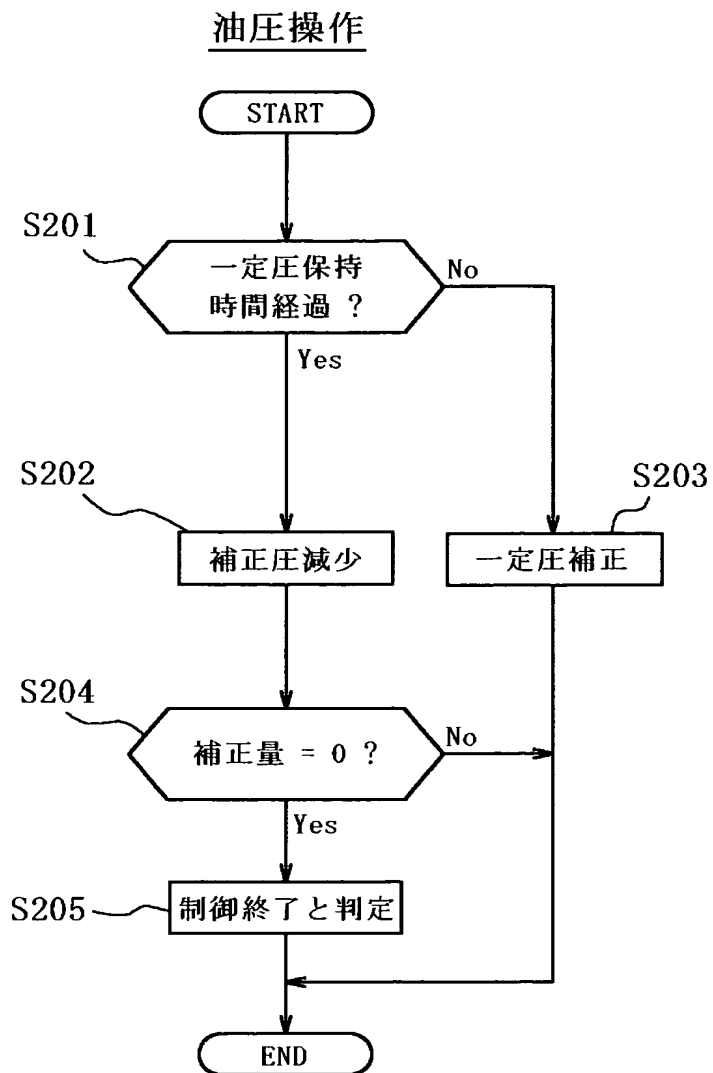 油圧操作
START
S201
一定圧保持
時間経過 ?
No
Yes
S202
補正圧減少
S203
一定圧補正
S204
補正量 = 0 ?
No
Yes
S205
制御終了と判定
END